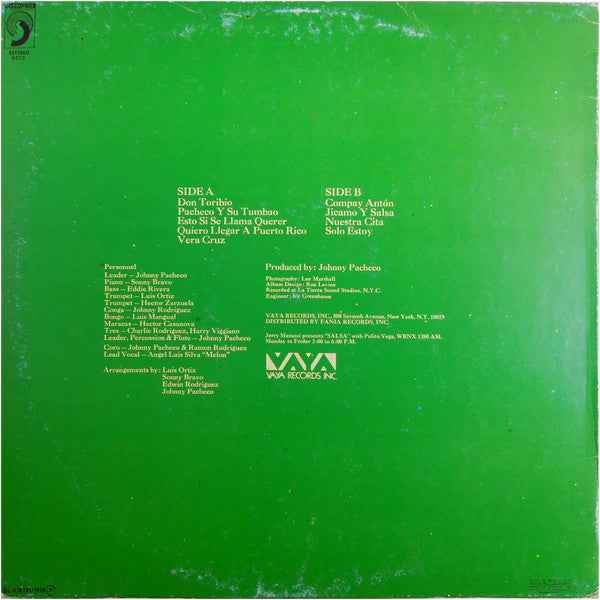 DISCOPHON
ESTEREO
SIDE A
Don Toribio
Pacheco Y Su Tumbao
Esto Si Se Llama Querer
Quiero Llegar A Puerto Rico
Vera Cruz
SIDE B
Compay Antón
Jicamo Y Salsa
Nuestra Cita
Solo Estoy
Personnel
Leader – Johnny Pacheco
Piano – Sonny Bravo
Bass – Eddie Rivera
Trumpet – Luis Ortiz
Trumpet – Hector Zarzuela
Conga – Johnny Rodriguez
Bongo – Luis Mangual
Maracas – Hector Casanova
Tres – Charlie Rodriguez, Harry Viggiano
Leader, Percussion & Flute – Johnny Pacheco
Coro – Johnny Pacheco & Ramon Rodriguez
Lead Vocal – Angel Luis Silva "Melon"
Arrangements by: Luis Ortiz
Sonny Bravo
Edwin Rodriguez
Johnny Pacheco
Produced by: Johnny Pacheco
Photography: Lee Marshall
Album Design: Ron Levine
Recorded at La Tierra Sound Studios, N.Y.C.
Engineer: Irv Greenbaum
VAYA RECORDS, INC., 888 Seventh Avenue, New York, N.Y. 10019
DISTRIBUTED BY FANIA RECORDS, INC.
Jerry Masucci presents "SALSA" with Polito Vega, WBNX 1380 AM,
Monday to Friday 3:00 to 6:00 P.M.
VAYA
VAYA RECORDS INC.